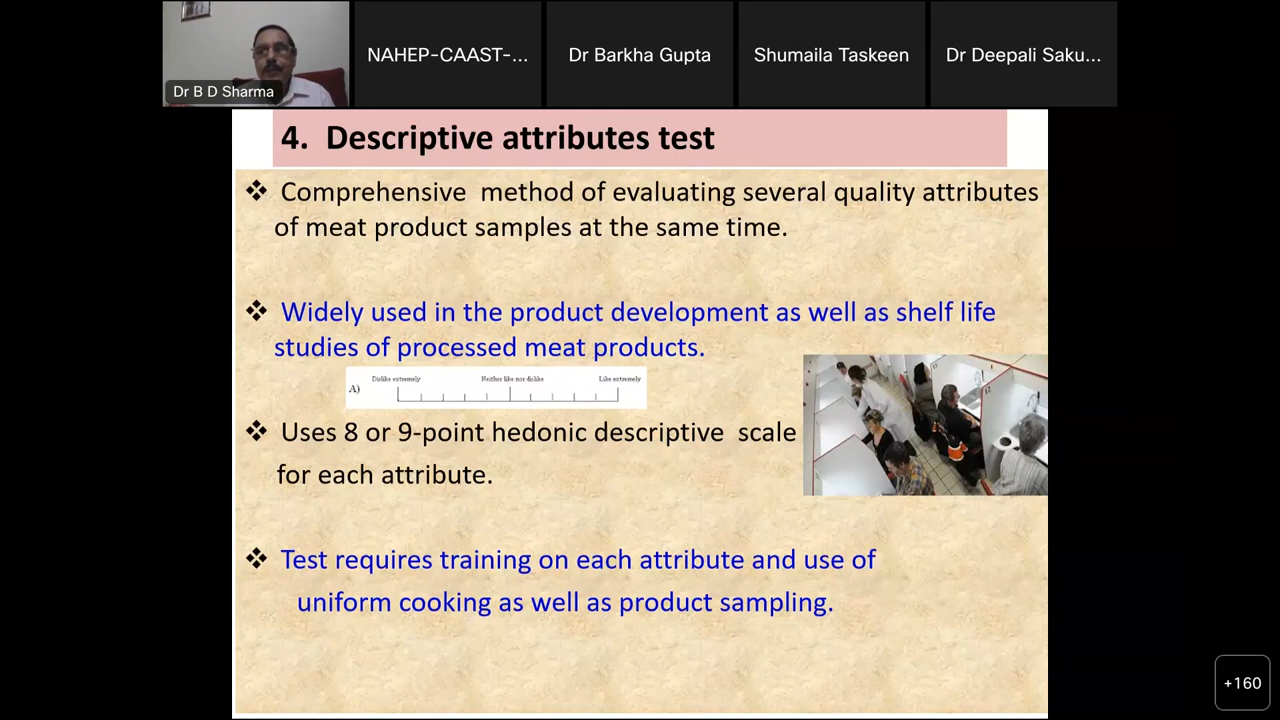 Dr B D Sharma
NAHEP-CAAST-...
Dr Barkha Gupta
Shumaila Taskeen
Dr Deepali Saku...
4. Descriptive attributes test
❖ Comprehensive method of evaluating several quality attributes
of meat product samples at the same time.
❖ Widely used in the product development as well as shelf life
studies of processed meat products.
A) Dislike extremely Neither like nor dislike Like extremely
❖ Uses 8 or 9-point hedonic descriptive scale
for each attribute.
❖ Test requires training on each attribute and use of
uniform cooking as well as product sampling.
+160